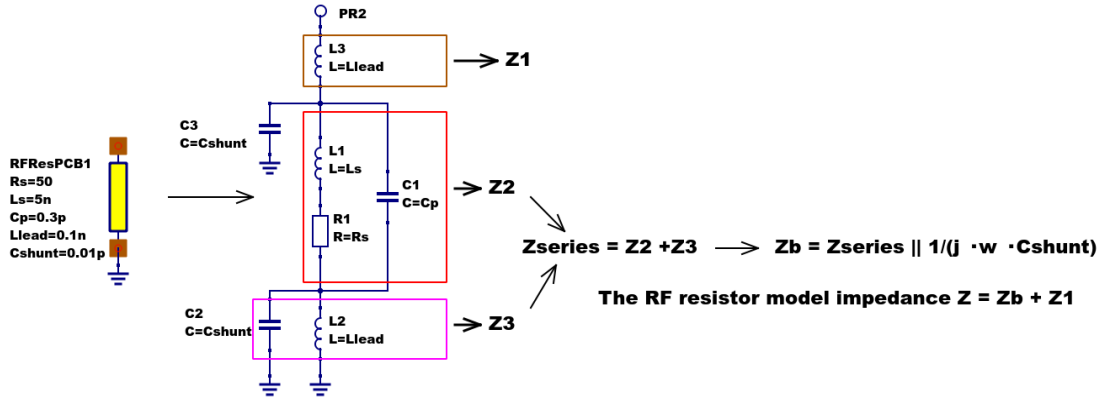 PR2
L3
L=Llead
Z1
C3
C=Cshunt
RFResPCB1
Rs=50
Ls=5n
Cp=0.3p
Llead=0.1n
Cshunt=0.01p
L1
L=Ls
C1
C=Cp
Z2
R1
R=Rs
Zseries = Z2 +Z3
Zb = Zseries || 1/(j ·w ·Cshunt)
The RF resistor model impedance Z = Zb + Z1
C2
C=Cshunt
L2
L=Llead
Z3